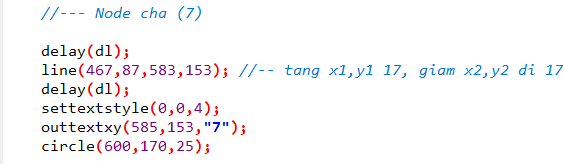 //--- Node cha (7)
delay(dl);
line(467,87,583,153); //-- tang x1,y1 17, giam x2,y2 di 17
delay(dl);
settextstyle(0,0,4);
outtextxy(585,153,"7");
circle(600,170,25);